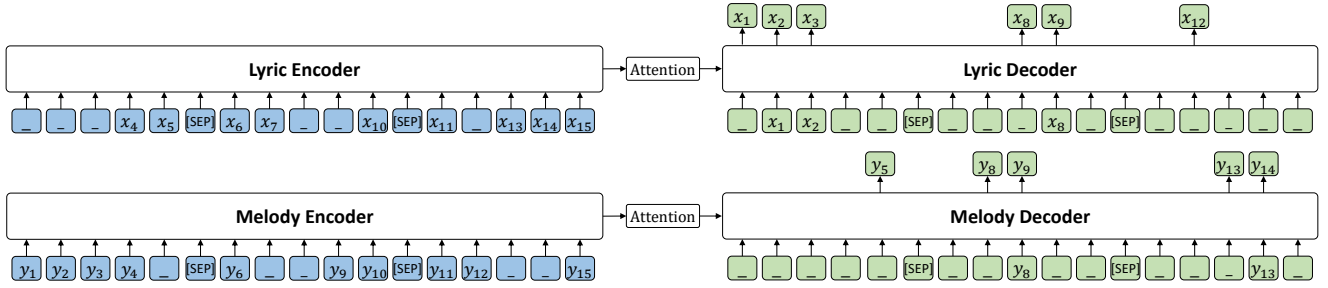 x₁ x₂ x₃ x₈ x₉ x₁₂
Lyric Encoder Attention Lyric Decoder
_ _ _ x₄ x₅ [SEP] x₆ x₇ _ _ x₁₀ [SEP] x₁₁ _ x₁₃ x₁₄ x₁₅ _ x₁ x₂ _ _ [SEP] _ _ _ x₈ _ [SEP] _ _ _ _ _
y₅ y₈ y₉ y₁₃ y₁₄
Melody Encoder Attention Melody Decoder
y₁ y₂ y₃ y₄ _ [SEP] y₆ _ _ y₉ y₁₀ [SEP] y₁₁ y₁₂ _ _ y₁₅ _ _ _ _ _ [SEP] _ _ y₈ _ _ [SEP] _ _ _ y₁₃ _